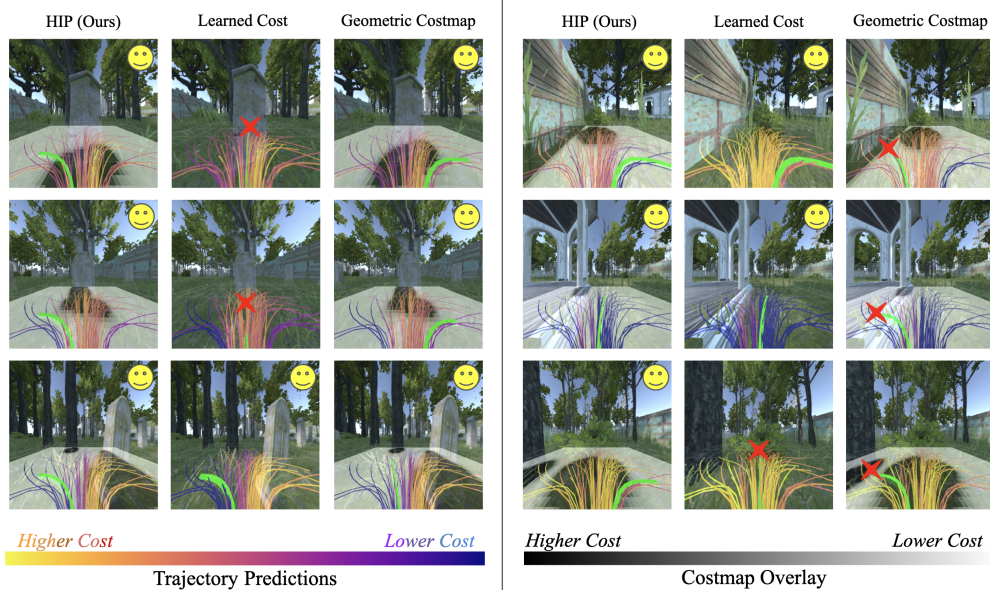 HIP (Ours) Learned Cost Geometric Costmap
HIP (Ours) Learned Cost Geometric Costmap
Higher Cost Lower Cost
Trajectory Predictions
Higher Cost Lower Cost
Costmap Overlay